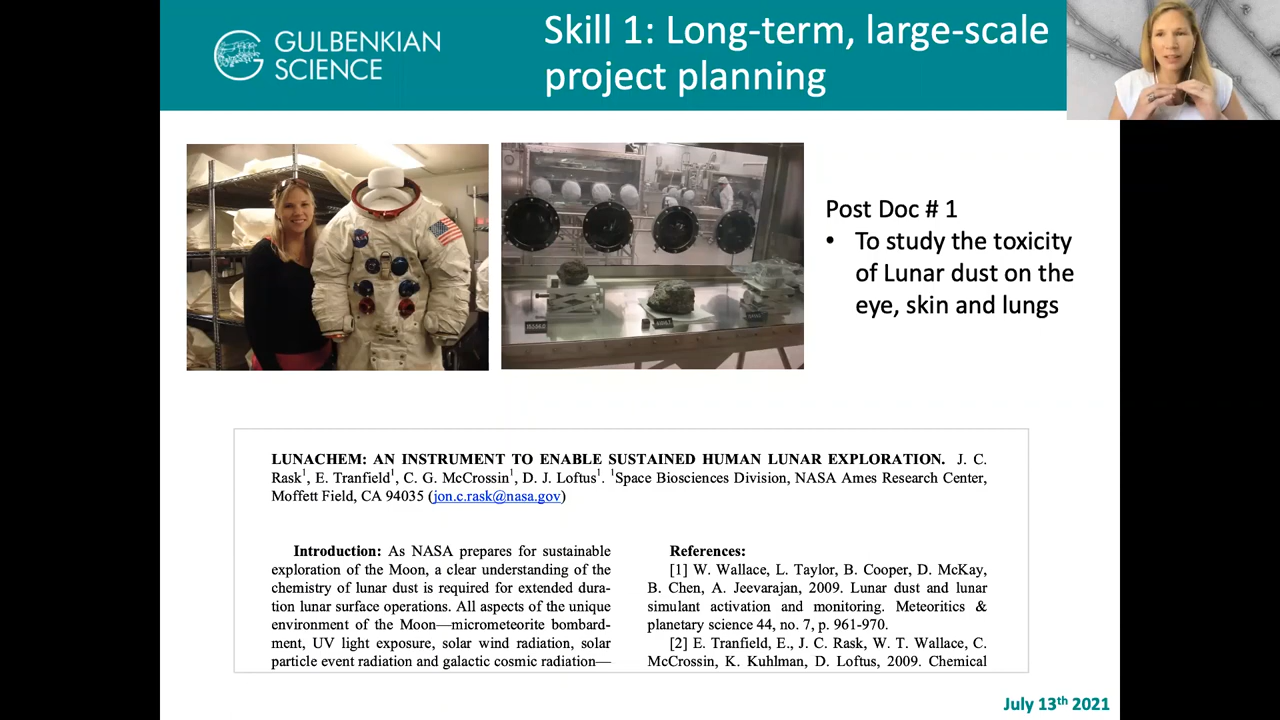 GULBENKIAN
SCIENCE
Skill 1: Long-term, large-scale
project planning
Post Doc # 1
• To study the toxicity
of Lunar dust on the
eye, skin and lungs
LUNACHEM: AN INSTRUMENT TO ENABLE SUSTAINED HUMAN LUNAR EXPLORATION. J. C.
Rask¹, E. Tranfield¹, C. G. McCrossin¹, D. J. Loftus¹. ¹Space Biosciences Division, NASA Ames Research Center,
Moffett Field, CA 94035 (jon.c.rask@nasa.gov)
Introduction: As NASA prepares for sustainable
exploration of the Moon, a clear understanding of the
chemistry of lunar dust is required for extended dura-
tion lunar surface operations. All aspects of the unique
environment of the Moon—micrometeorite bombard-
ment, UV light exposure, solar wind radiation, solar
particle event radiation and galactic cosmic radiation—
References:
[1] W. Wallace, L. Taylor, B. Cooper, D. McKay,
B. Chen, A. Jeevarajan, 2009. Lunar dust and lunar
simulant activation and monitoring. Meteoritics &
planetary science 44, no. 7, p. 961-970.
[2] E. Tranfield, E., J. C. Rask, W. T. Wallace, C.
McCrossin, K. Kuhlman, D. Loftus, 2009. Chemical
July 13th 2021